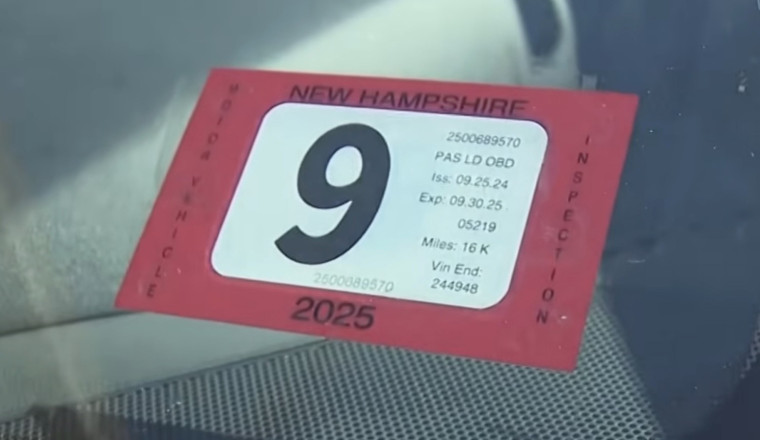 NEW HAMPSHIRE
MOTOR VEHICLE
9
2500689570
PAS LD OBD
Iss: 09.25.24
Exp: 09.30.25
05219
Miles: 16 K
Vin End:
244948
2500689570
INSPECTION
2025